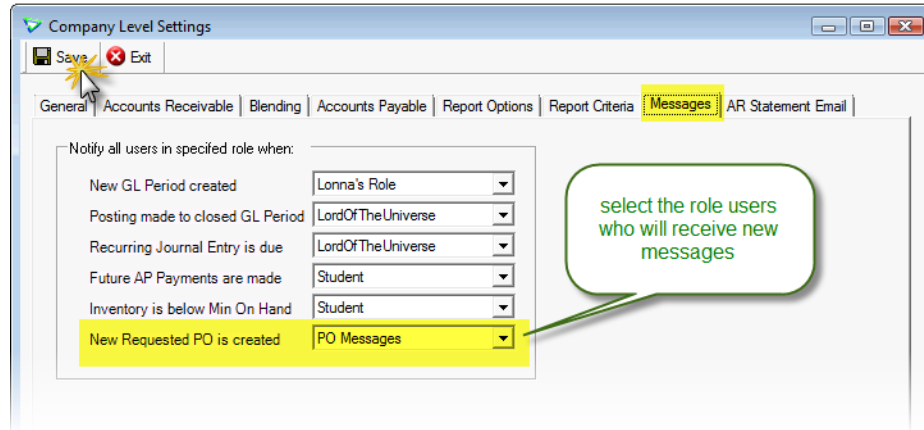 Company Level Settings
Save Exit
General Accounts Receivable Blending Accounts Payable Report Options Report Criteria Messages AR Statement Email
Notify all users in specifed role when:
New GL Period created Lonna's Role
Posting made to closed GL Period LordOfTheUniverse
Recurring Journal Entry is due LordOfTheUniverse
Future AP Payments are made Student
Inventory is below Min On Hand Student
New Requested PO is created PO Messages
select the role users
who will receive new
messages